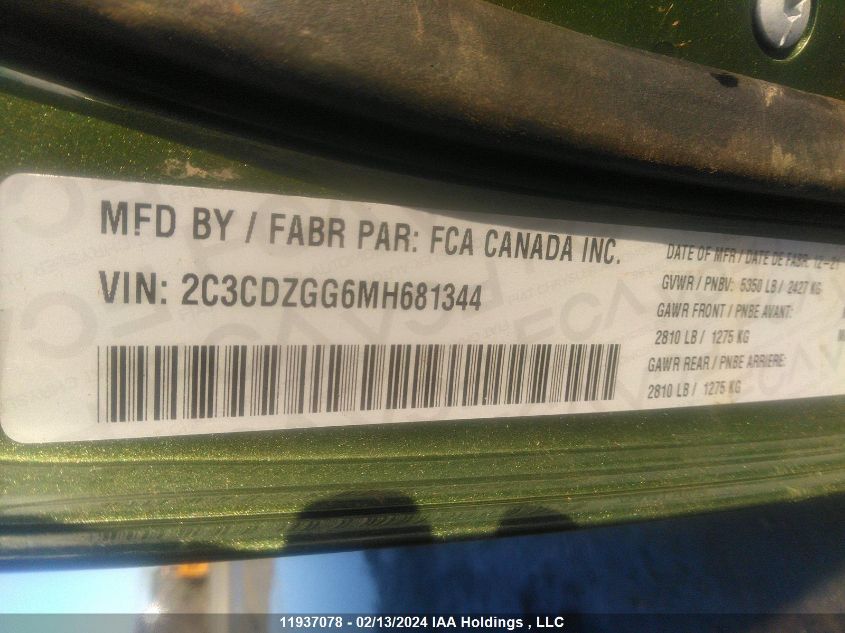 MFD BY / FABR PAR: FCA CANADA INC.
VIN: 2C3CDZGG6MH681344
DATE OF MFR / DATE DE FABR. 12-21
GVWR / PNBV: 5350 LB / 2427 KG
GAWR FRONT / PNBE AVANT:
2810 LB / 1275 KG
GAWR REAR / PNBE ARRIERE:
2810 LB / 1275 KG
11937078 - 02/13/2024 IAA Holdings , LLC